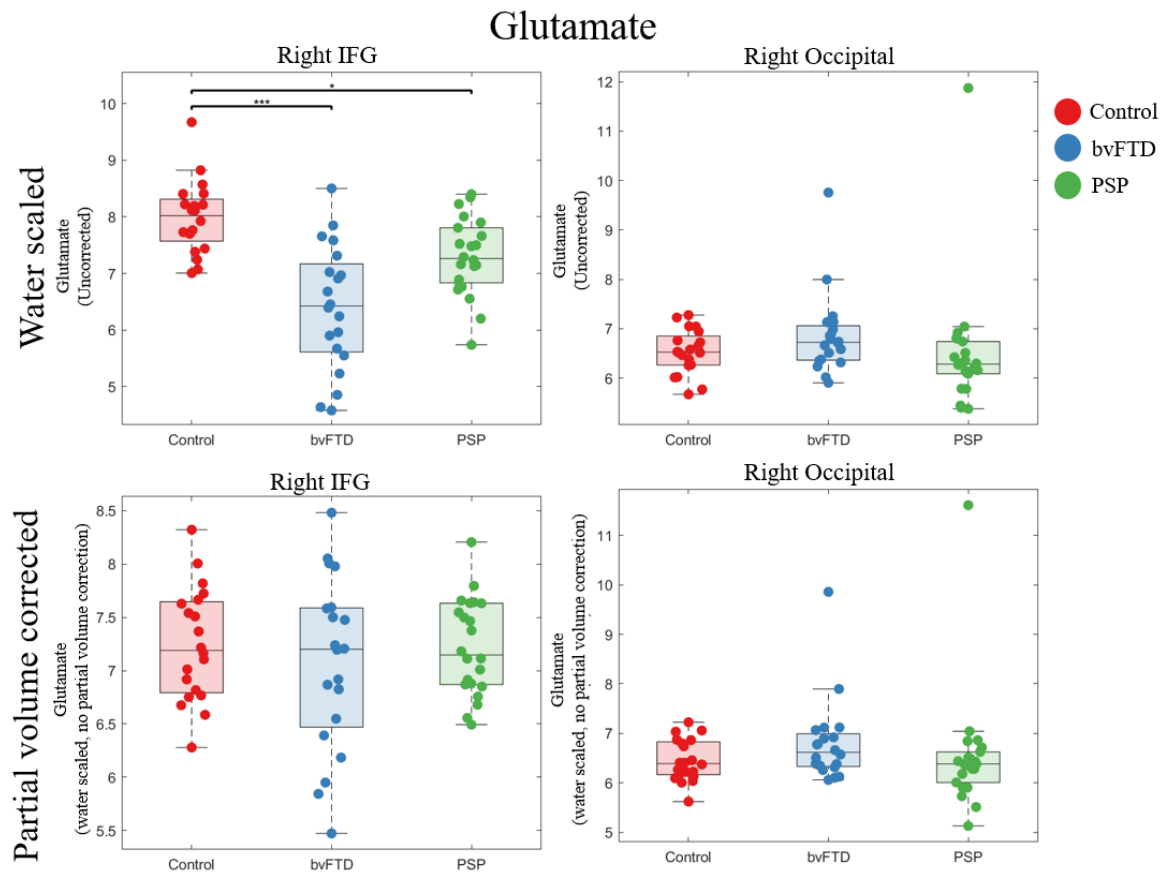 Glutamate
Right IFG
Right Occipital
Water scaled
Glutamate
(Uncorrected)
10
9
8
7
6
5
*
***
Control
bvFTD
PSP
Glutamate
(Uncorrected)
12
11
10
9
8
7
6
Control
bvFTD
PSP
Control
bvFTD
PSP
Right IFG
Right Occipital
Partial volume corrected
Glutamate
(water scaled, no partial volume correction)
8.5
8
7.5
7
6.5
6
5.5
Control
bvFTD
PSP
Glutamate
(water scaled, no partial volume correction)
11
10
9
8
7
6
5
Control
bvFTD
PSP